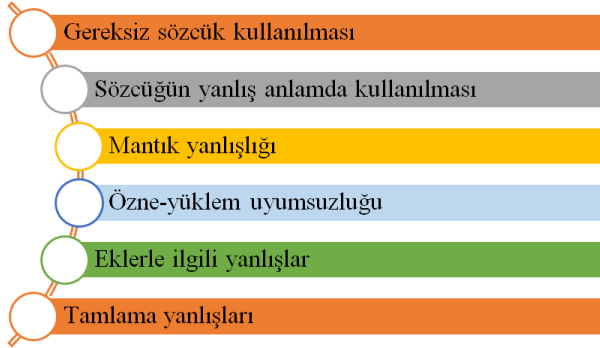 Gereksiz sözcük kullanılması
Sözcüğün yanlış anlamda kullanılması
Mantık yanlışlığı
Özne-yüklem uyumsuzluğu
Eklerle ilgili yanlışlar
Tamlama yanlışları